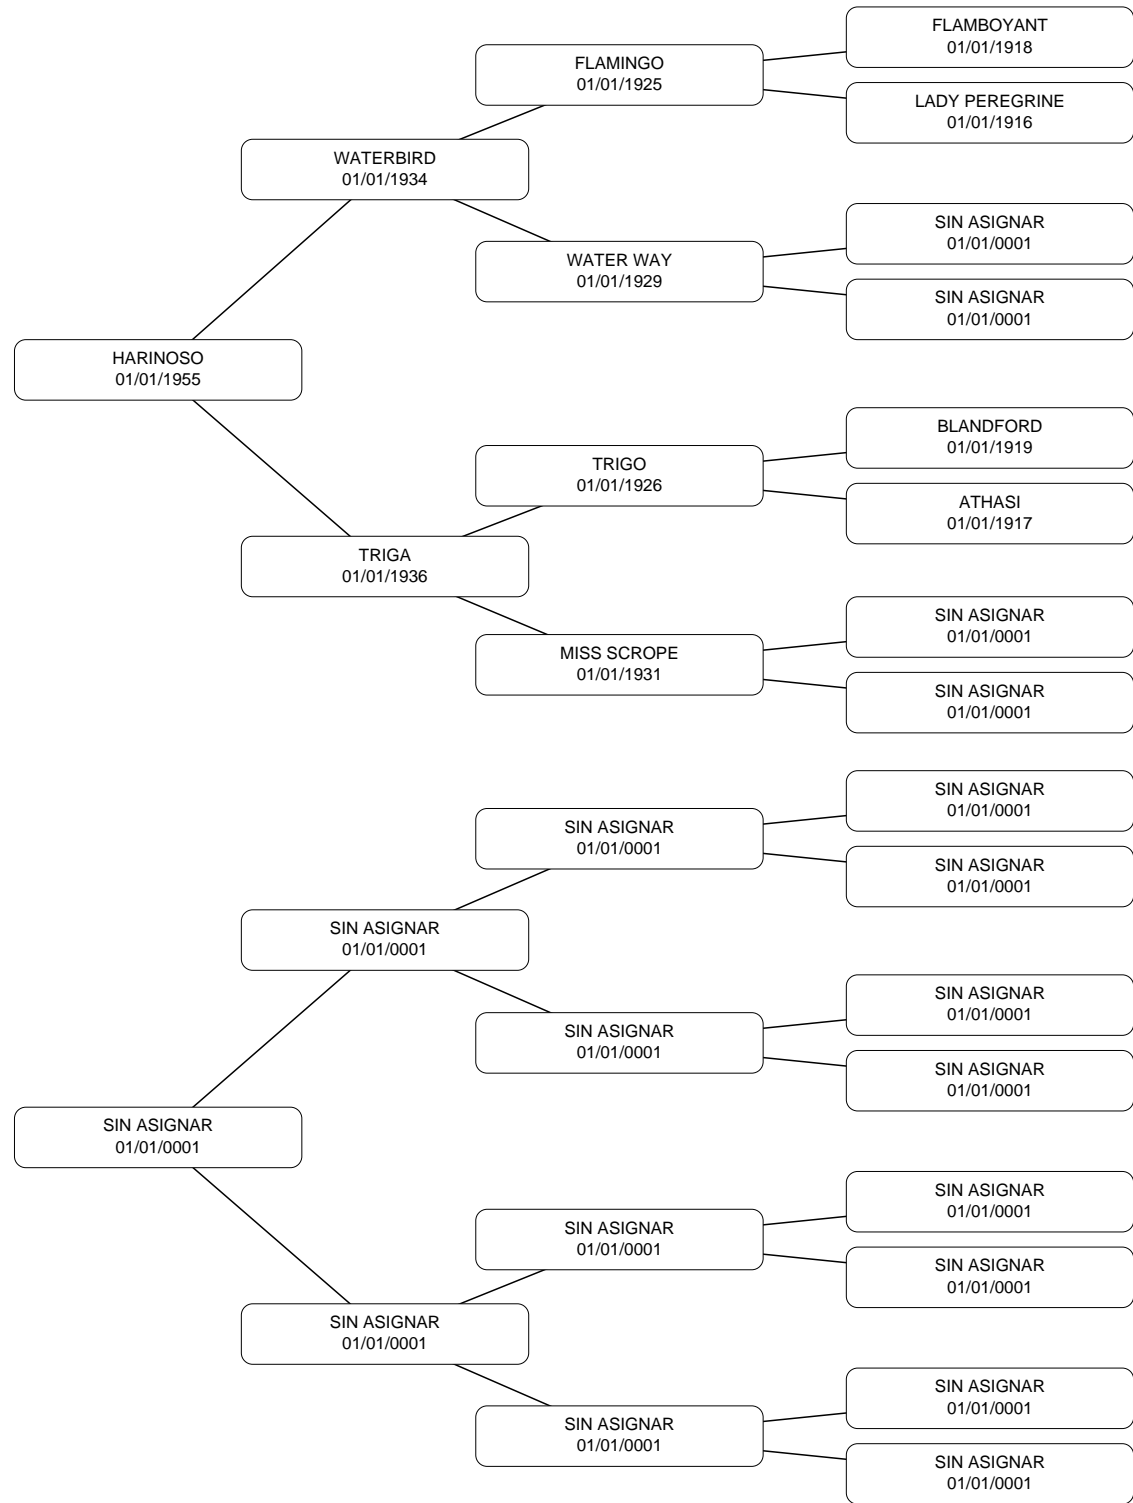 FLAMBOYANT
01/01/1918
FLAMINGO
01/01/1925
LADY PEREGRINE
01/01/1916
WATERBIRD
01/01/1934
SIN ASIGNAR
01/01/0001
WATER WAY
01/01/1929
SIN ASIGNAR
01/01/0001
HARINOSO
01/01/1955
BLANDFORD
01/01/1919
TRIGO
01/01/1926
ATHASI
01/01/1917
TRIGA
01/01/1936
SIN ASIGNAR
01/01/0001
MISS SCROPE
01/01/1931
SIN ASIGNAR
01/01/0001
SIN ASIGNAR
01/01/0001
SIN ASIGNAR
01/01/0001
SIN ASIGNAR
01/01/0001
SIN ASIGNAR
01/01/0001
SIN ASIGNAR
01/01/0001
SIN ASIGNAR
01/01/0001
SIN ASIGNAR
01/01/0001
SIN ASIGNAR
01/01/0001
SIN ASIGNAR
01/01/0001
SIN ASIGNAR
01/01/0001
SIN ASIGNAR
01/01/0001
SIN ASIGNAR
01/01/0001
SIN ASIGNAR
01/01/0001
SIN ASIGNAR
01/01/0001
SIN ASIGNAR
01/01/0001